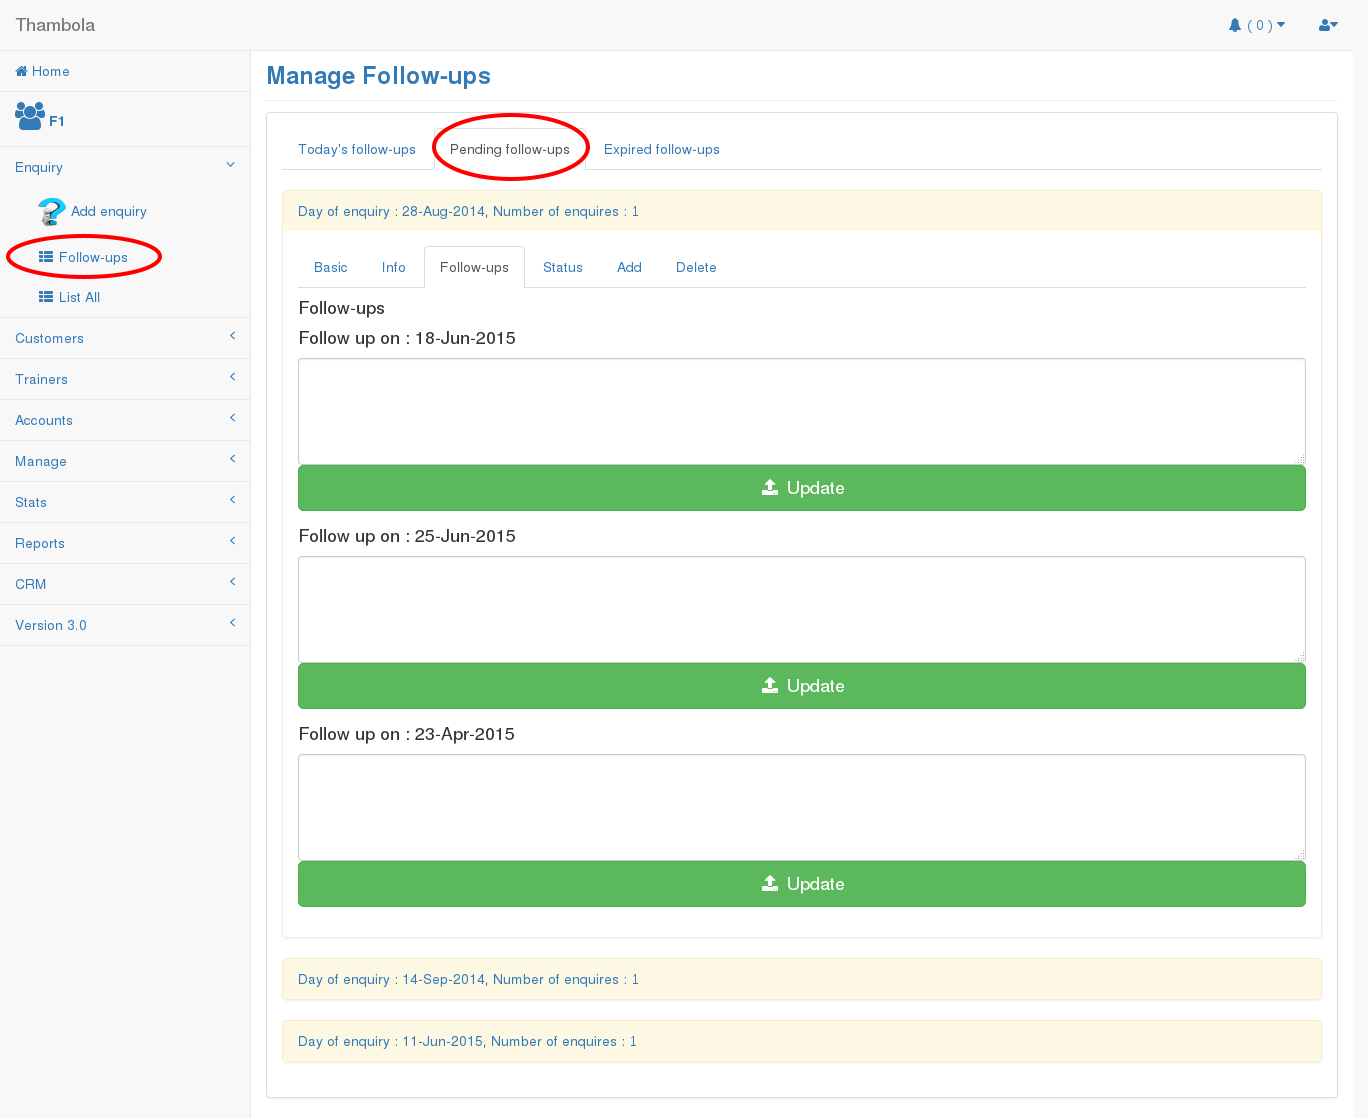 Thambola
( 0 )
Home
F1
Enquiry
Add enquiry
Follow-ups
List All
Customers
Trainers
Accounts
Manage
Stats
Reports
CRM
Version 3.0
Manage Follow-ups
Today's follow-ups Pending follow-ups Expired follow-ups
Day of enquiry : 28-Aug-2014, Number of enquires : 1
Basic Info Follow-ups Status Add Delete
Follow-ups
Follow up on : 18-Jun-2015
Update
Follow up on : 25-Jun-2015
Update
Follow up on : 23-Apr-2015
Update
Day of enquiry : 14-Sep-2014, Number of enquires : 1
Day of enquiry : 11-Jun-2015, Number of enquires : 1